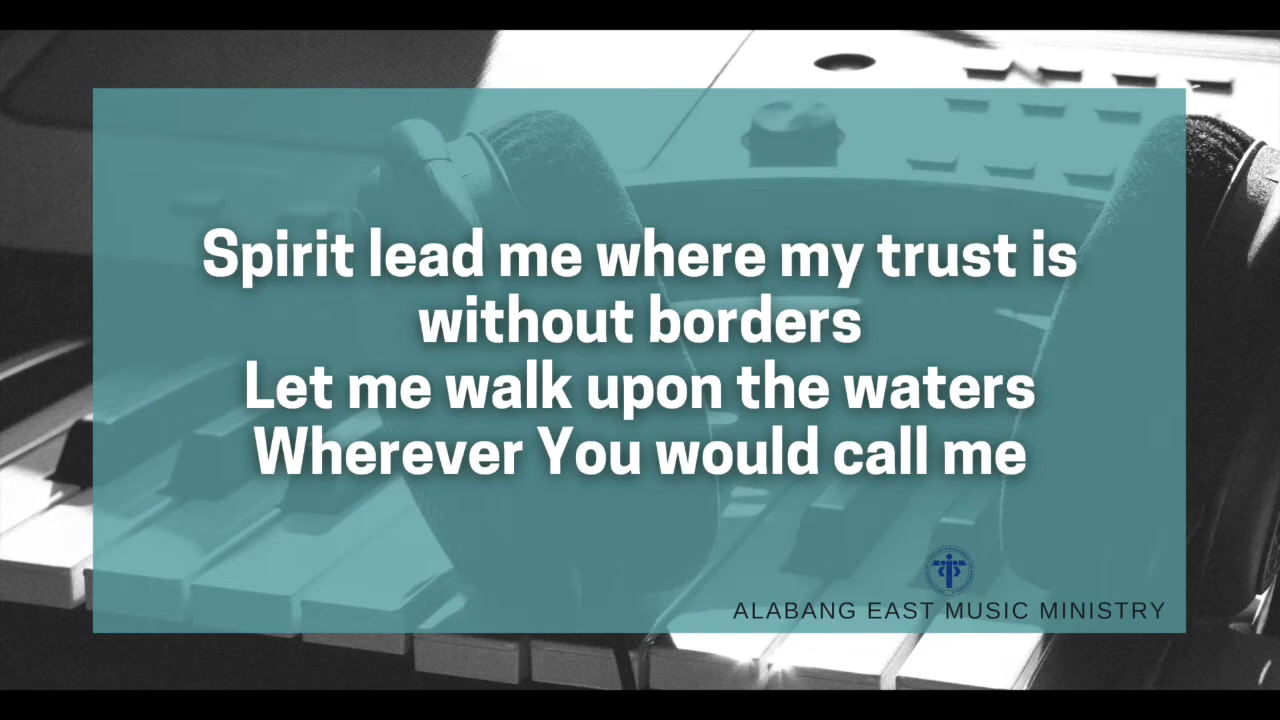 Spirit lead me where my trust is
without borders
Let me walk upon the waters
Wherever You would call me
ALABANG EAST MUSIC MINISTRY